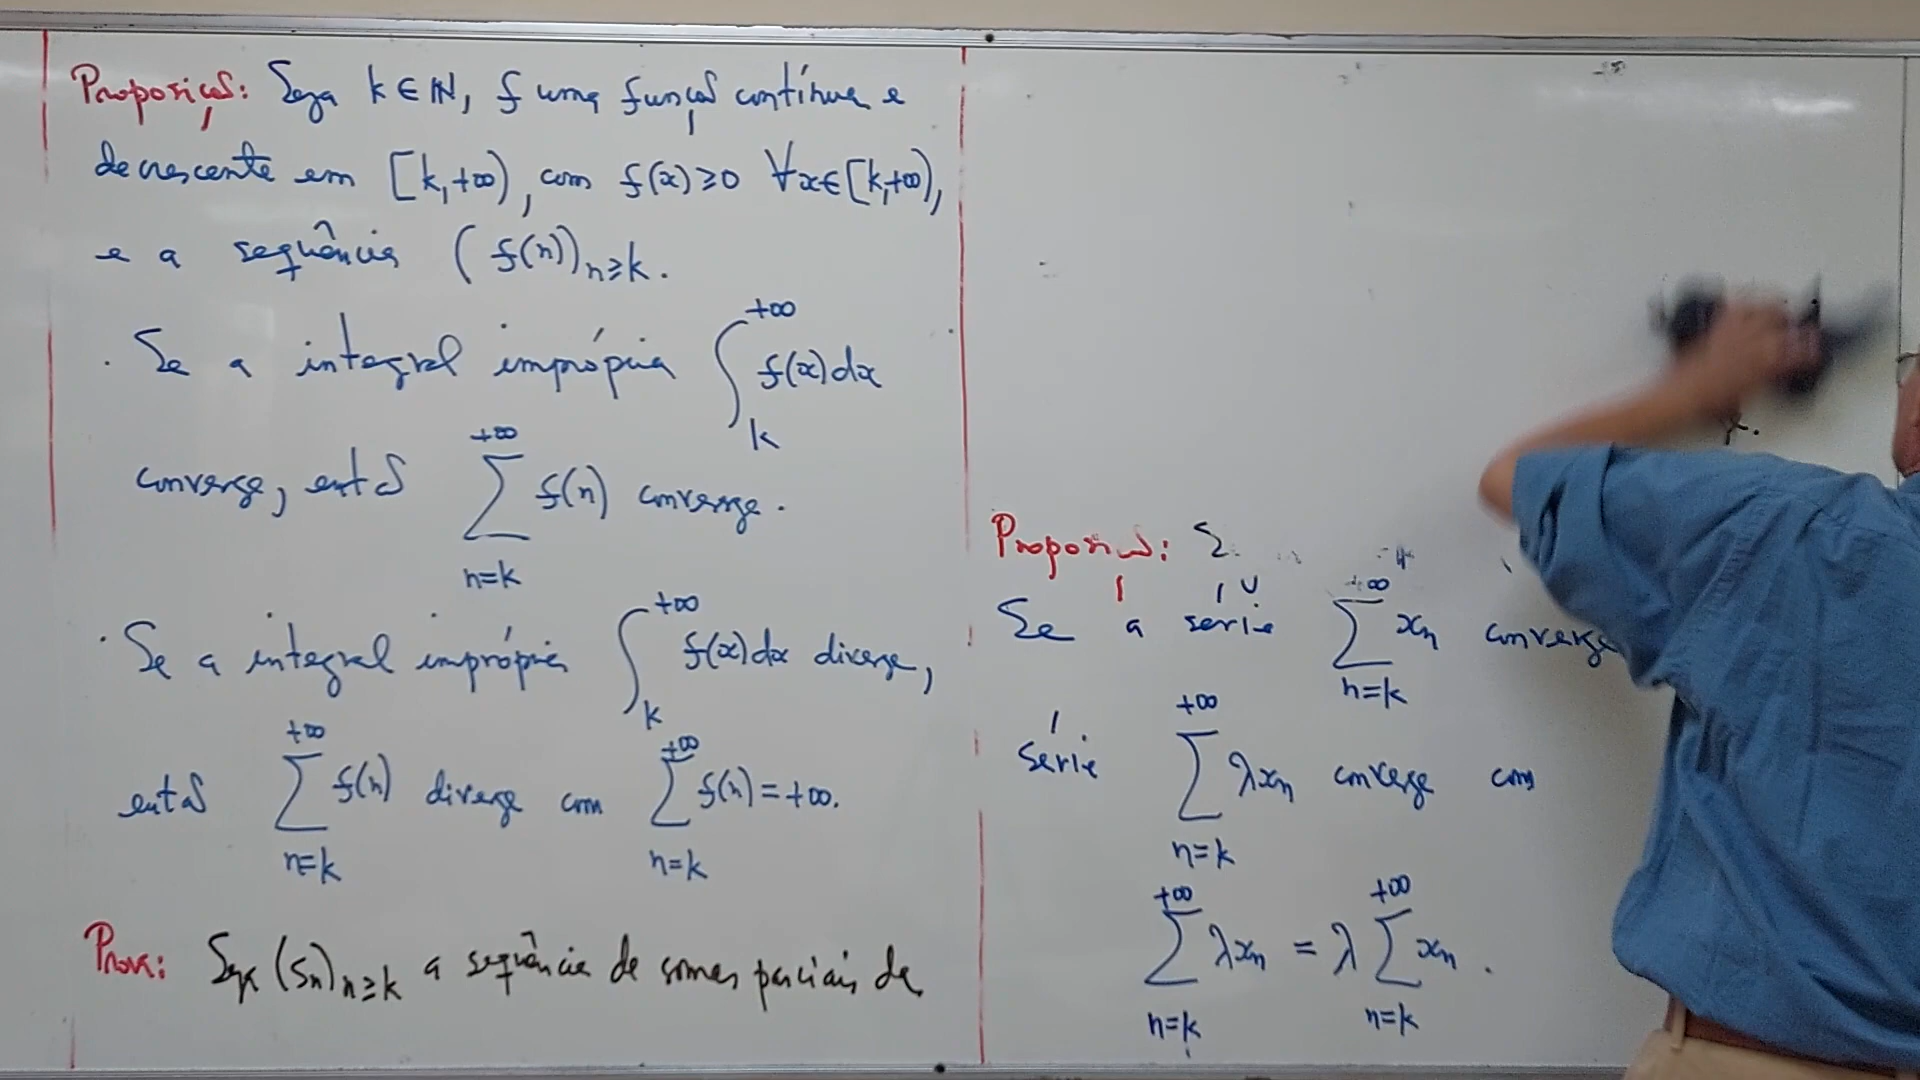 Proposição: Seja k ∈ ℕ, f uma função contínua e
decrescente em [k,+∞), com f(x) ≥ 0 ∀x ∈ [k,+∞),
e a sequência (f(n))_{n≥k}.
· Se a integral imprópria ∫_k^{+∞} f(x)dx
converge, então ∑_{n=k}^{+∞} f(n) converge.
· Se a integral imprópria ∫_k^{+∞} f(x)dx diverge,
então ∑_{n=k}^{+∞} f(n) diverge com ∑_{n=k}^{+∞} f(n) = +∞.
Prova: Seja (Sn)_{n≥k} a sequência de somas parciais de
Proposição:
Se a série ∑_{n=k}^{+∞} xn converge
série ∑_{n=k}^{+∞} λxn converge com
∑_{n=k}^{+∞} λxn = λ ∑_{n=k}^{+∞} xn.